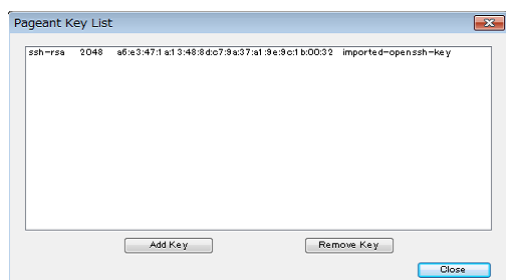 Pageant Key List
ssh-rsa 2048 a6:e3:47:1a:13:48:8d:c7:9a:37:a1:9e:9c:1b:00:32 imported-openssh-key
Add Key Remove Key
Close